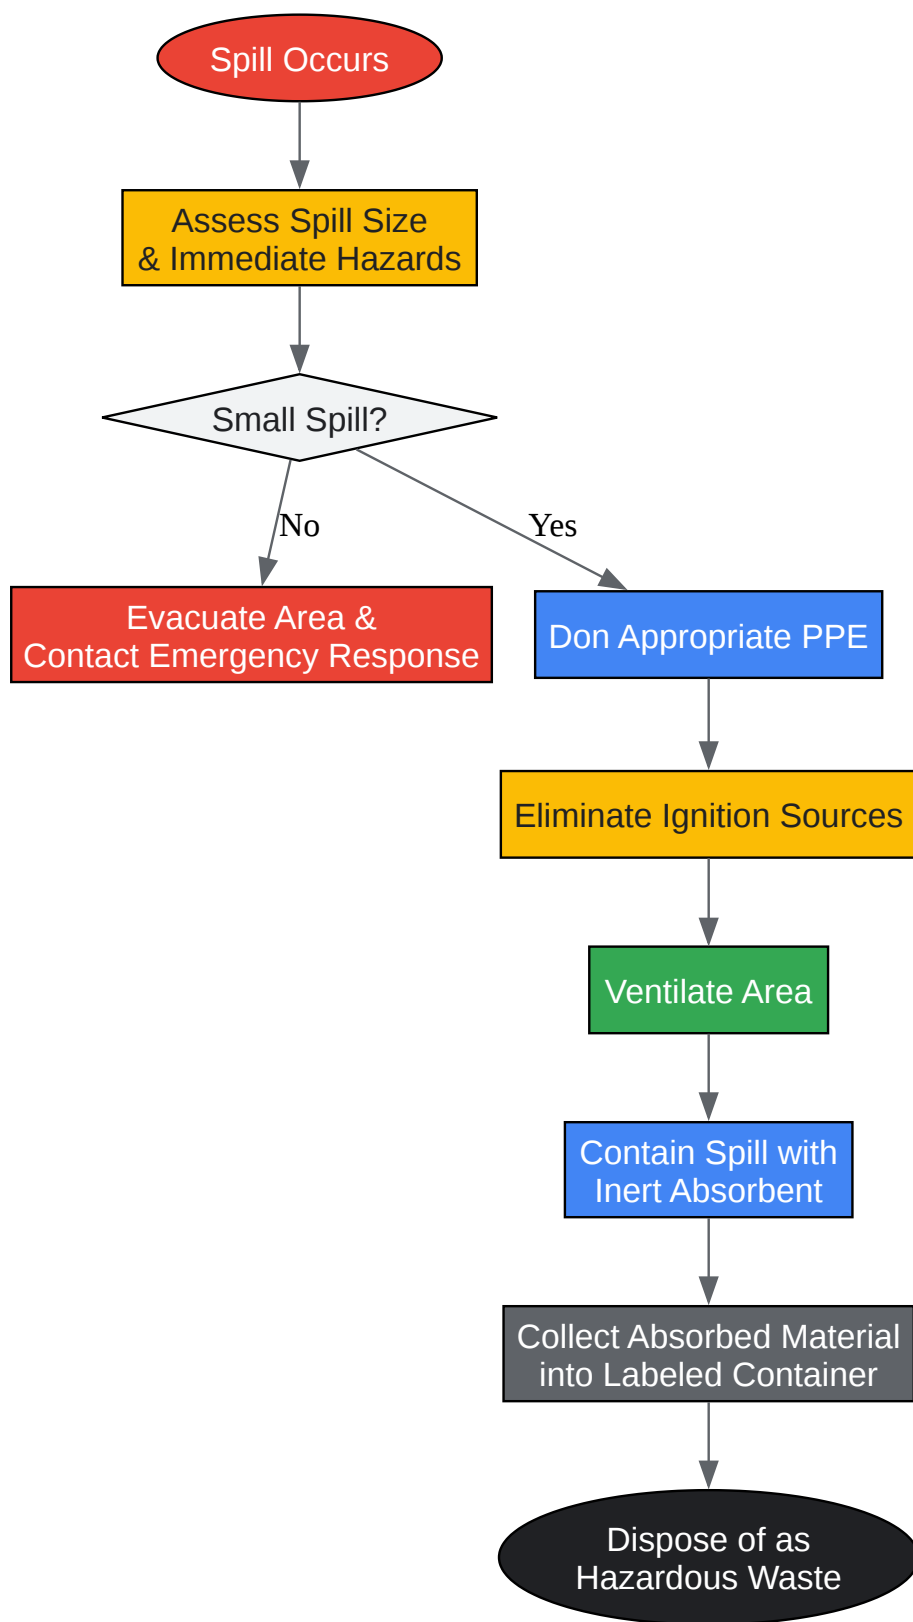 Spill Occurs
Assess Spill Size
& Immediate Hazards
Small Spill?
No
Yes
Evacuate Area &
Contact Emergency Response
Don Appropriate PPE
Eliminate Ignition Sources
Ventilate Area
Contain Spill with
Inert Absorbent
Collect Absorbed Material
into Labeled Container
Dispose of as
Hazardous Waste